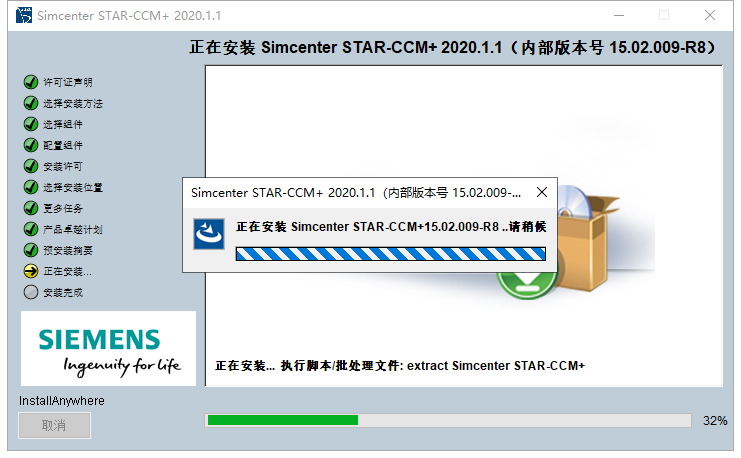 Simcenter STAR-CCM+ 2020.1.1
正在安装 Simcenter STAR-CCM+ 2020.1.1（内部版本号 15.02.009-R8）
许可证声明
选择安装方法
选择组件
配置组件
安装许可
选择安装位置
更多任务
产品卓越计划
预安装摘要
正在安装...
安装完成
Simcenter STAR-CCM+ 2020.1.1（内部版本号 15.02.009-...
正在安装 Simcenter STAR-CCM+15.02.009-R8 ..请稍候
SIEMENS
Ingenuity for life
正在安装... 执行脚本/批处理文件: extract Simcenter STAR-CCM+
InstallAnywhere
取消
32%